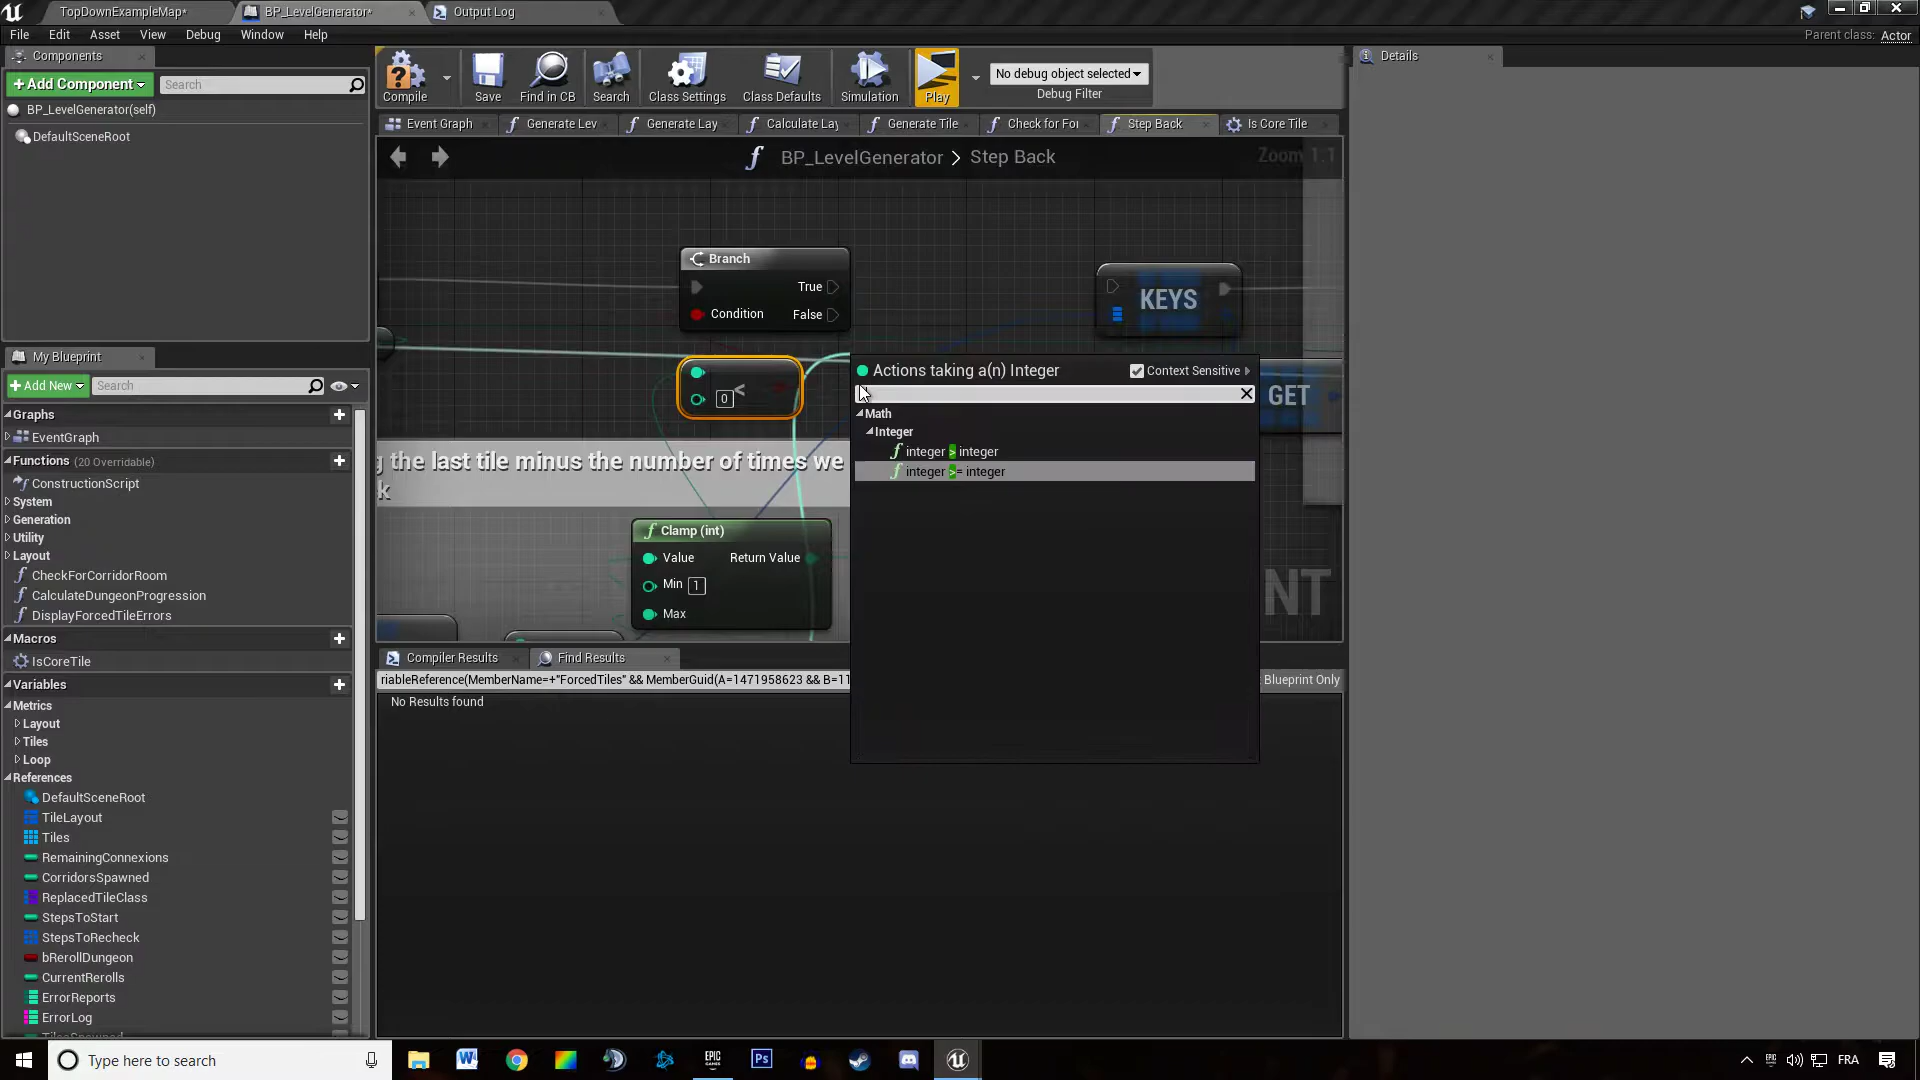 TopDownExampleMap*
BP_LevelGenerator*
Output Log
File Edit Asset View Debug Window Help
Parent class: Actor
Components
Details
+Add Component
Search
BP_LevelGenerator(self)
DefaultSceneRoot
Compile
Save
Find in CB
Search
Class Settings
Class Defaults
Simulation
Play
No debug object selected
Debug Filter
Event Graph
Generate Lev
Generate Lay
Calculate Lay
Generate Tile
Check for For
Step Back
Is Core Tile
BP_LevelGenerator > Step Back
Zoom 1:1
Branch
True
Condition False
KEYS
0 <
GET
g the last tile minus the number of times we
k
Clamp (int)
Value Return Value
Min 1
Max
NT
Actions taking a(n) Integer
Context Sensitive
Math
Integer
integer > integer
integer >= integer
My Blueprint
+Add New
Search
Graphs
EventGraph
Functions (20 Overridable)
ConstructionScript
System
Generation
Utility
Layout
CheckForCorridorRoom
CalculateDungeonProgression
DisplayForcedTileErrors
Macros
IsCoreTile
Variables
Metrics
Layout
Tiles
Loop
References
DefaultSceneRoot
TileLayout
Tiles
RemainingConnexions
CorridorsSpawned
ReplacedTileClass
StepsToStart
StepsToRecheck
bRerollDungeon
CurrentRerolls
ErrorReports
ErrorLog
Compiler Results
Find Results
riableReference(MemberName=+"ForcedTiles" && MemberGuid(A=1471958623 && B=11
Blueprint Only
No Results found
Type here to search
EPIC
GAMES
Ps
FRA